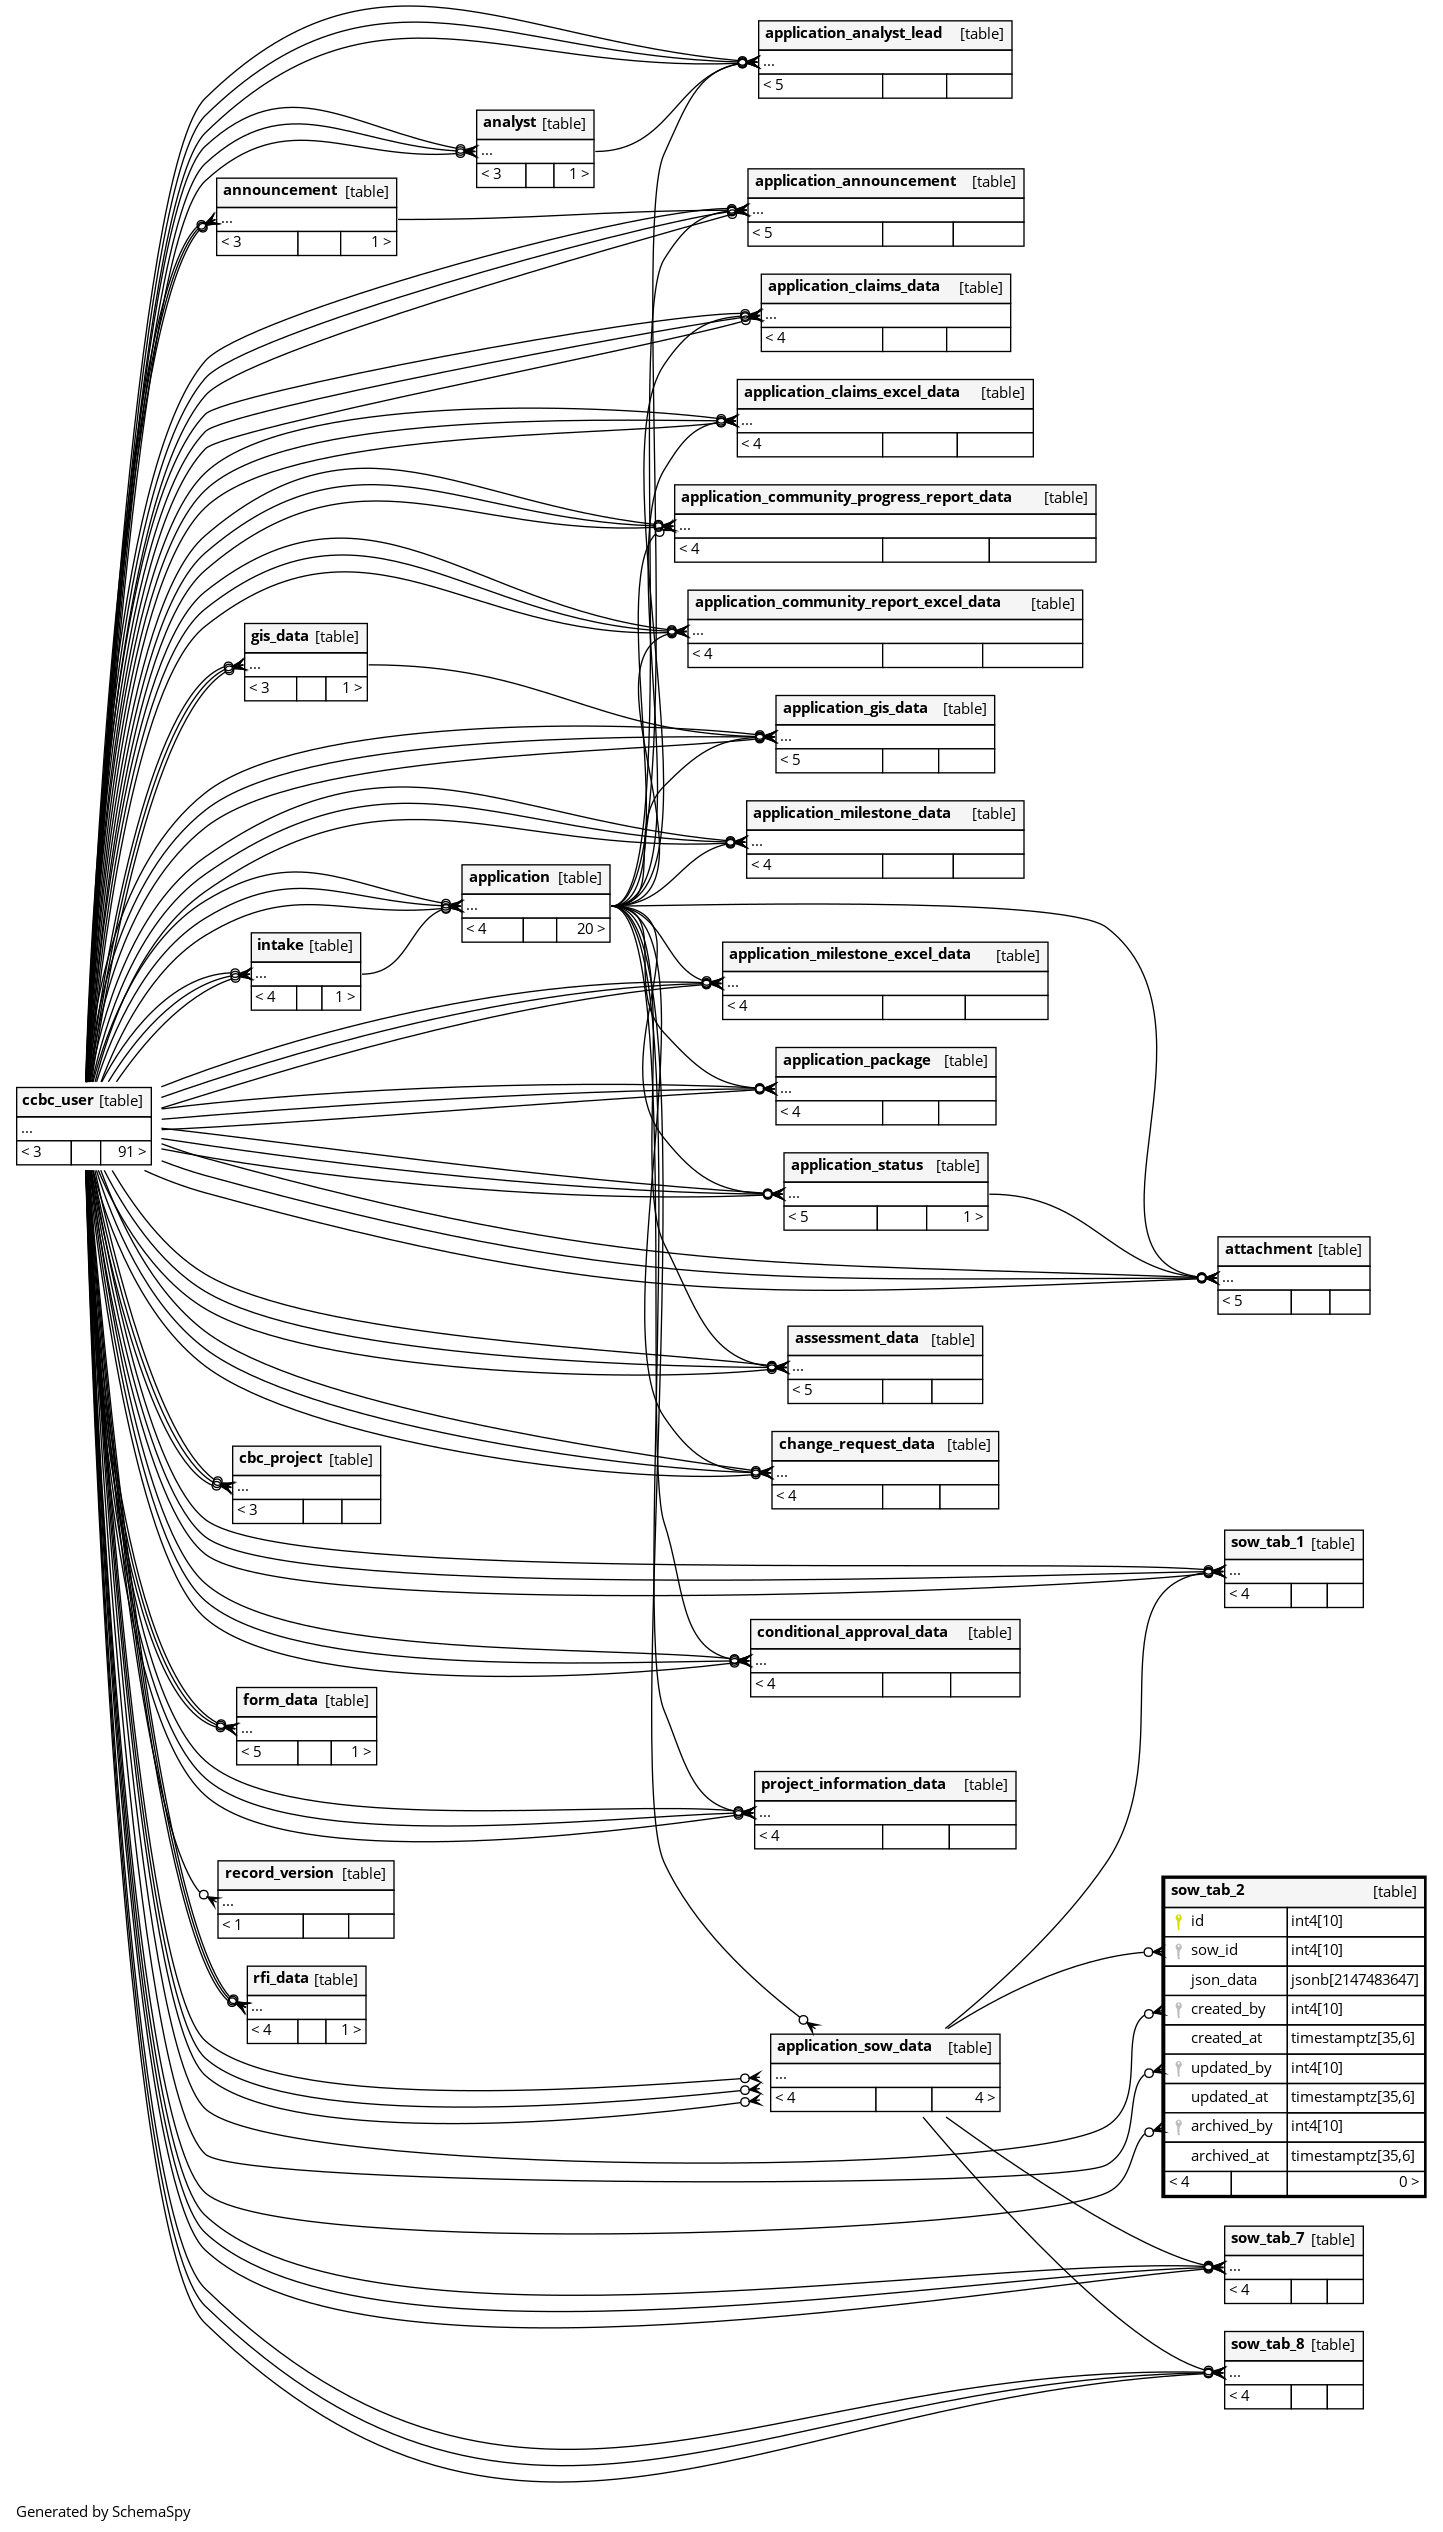 application_analyst_lead [table]
...
< 5
analyst [table]
...
< 3 1 >
announcement [table]
...
< 3 1 >
application_announcement [table]
...
< 5
application_claims_data [table]
...
< 4
application_claims_excel_data [table]
...
< 4
application_community_progress_report_data [table]
...
< 4
application_community_report_excel_data [table]
...
< 4
gis_data [table]
...
< 3 1 >
application_gis_data [table]
...
< 5
application_milestone_data [table]
...
< 4
application [table]
...
< 4 20 >
intake [table]
...
< 4 1 >
application_milestone_excel_data [table]
...
< 4
application_package [table]
...
< 4
ccbc_user [table]
...
< 3 91 >
application_status [table]
...
< 5 1 >
attachment [table]
...
< 5
assessment_data [table]
...
< 5
change_request_data [table]
...
< 4
cbc_project [table]
...
< 3
sow_tab_1 [table]
...
< 4
conditional_approval_data [table]
...
< 4
form_data [table]
...
< 5 1 >
project_information_data [table]
...
< 4
record_version [table]
...
< 1
rfi_data [table]
...
< 4 1 >
application_sow_data [table]
...
< 4 4 >
sow_tab_2 [table]
id int4[10]
sow_id int4[10]
json_data jsonb[2147483647]
created_by int4[10]
created_at timestamptz[35,6]
updated_by int4[10]
updated_at timestamptz[35,6]
archived_by int4[10]
archived_at timestamptz[35,6]
< 4 0 >
sow_tab_7 [table]
...
< 4
sow_tab_8 [table]
...
< 4
Generated by SchemaSpy